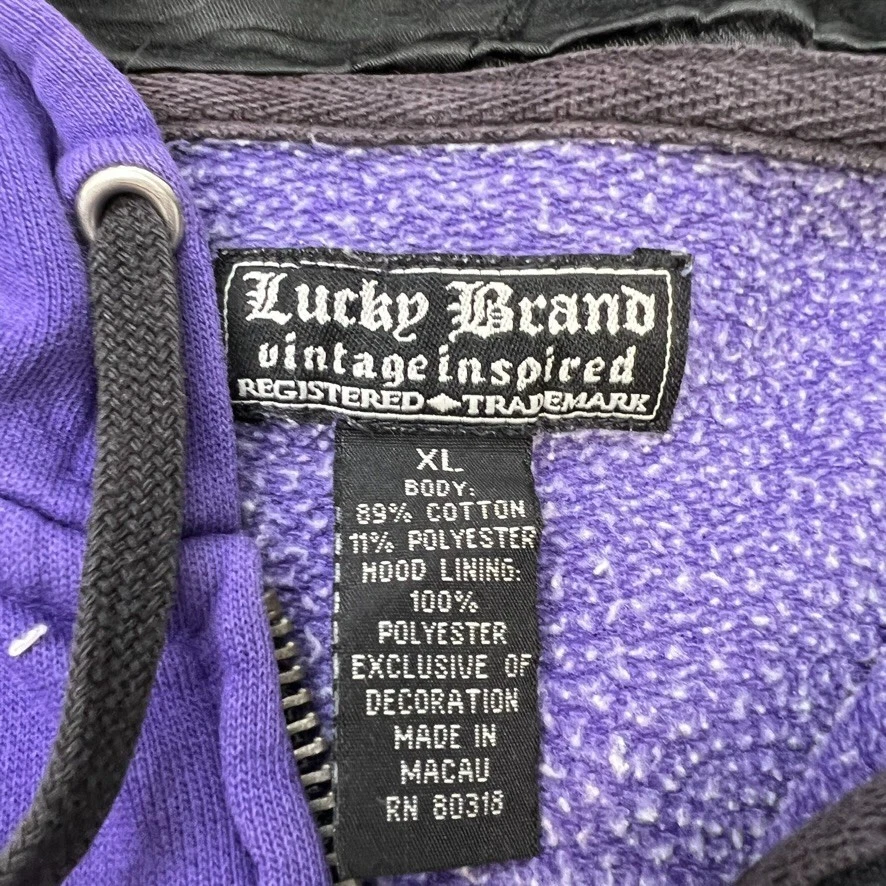 Lucky Brand
vintage inspired
REGISTERED TRADEMARK
XL
BODY:
89% COTTON
11% POLYESTER
HOOD LINING:
100%
POLYESTER
EXCLUSIVE OF
DECORATION
MADE IN
MACAU
RN 80318